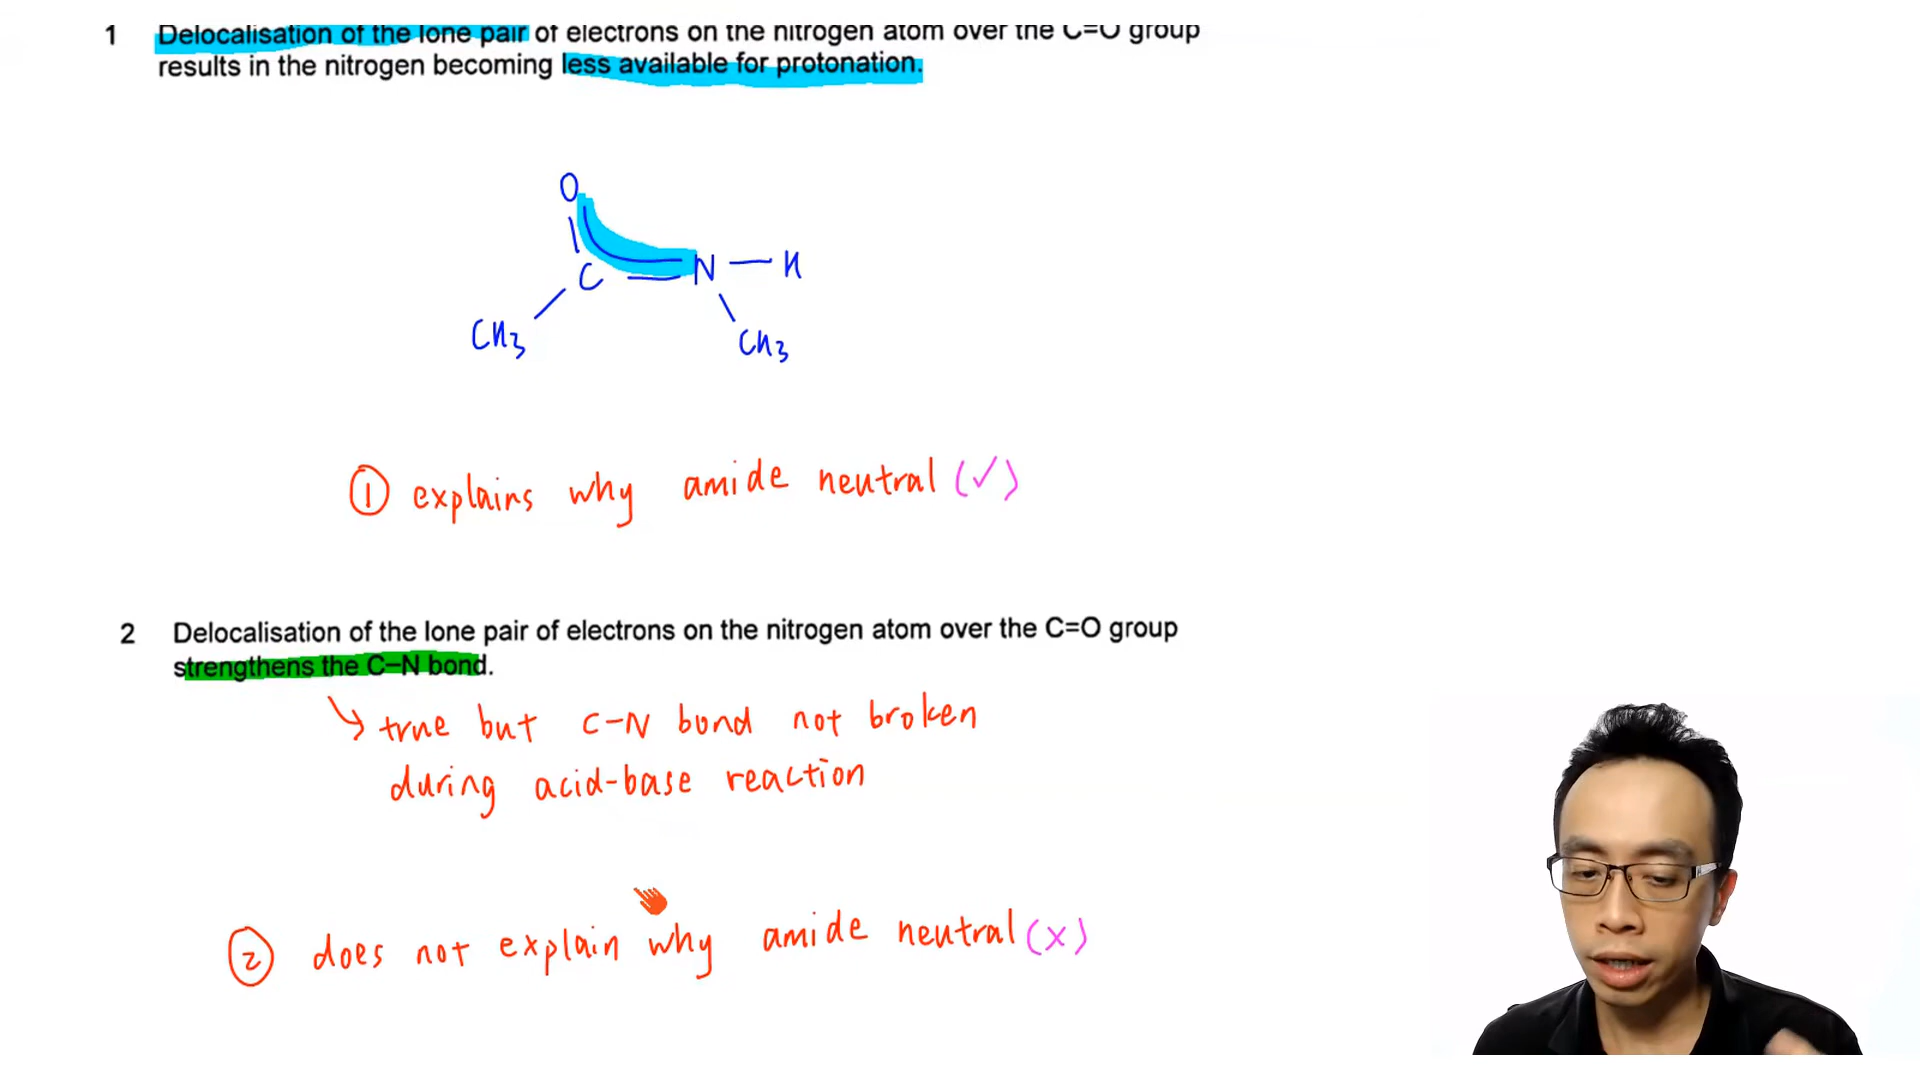 1 Delocalisation of the lone pair of electrons on the nitrogen atom over the C=O group
results in the nitrogen becoming less available for protonation.
O
C N — H
CH3 CH3
① explains why amide neutral (✓)
2 Delocalisation of the lone pair of electrons on the nitrogen atom over the C=O group
strengthens the C–N bond.
↘ true but C-N bond not broken
during acid-base reaction
② does not explain why amide neutral (x)